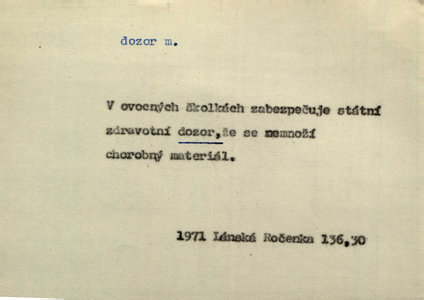 dozor m.
V ovocných školkách zabezpečuje státní
zdravotní dozor,že se nemnoží
chorobný materiál.
1971 Lánská Ročenka 136,30